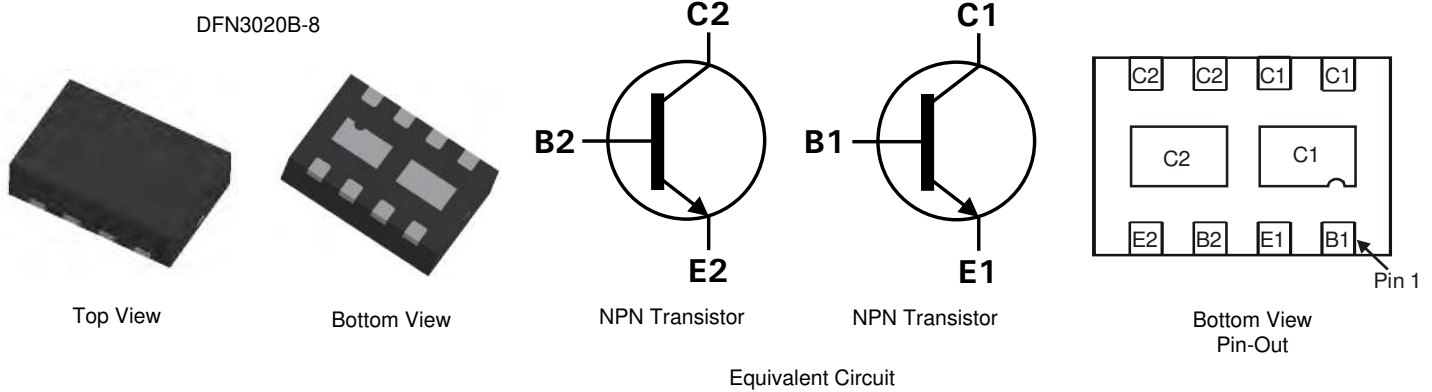 DFN3020B-8
Top View
Bottom View
C2
B2
E2
NPN Transistor
C1
B1
E1
NPN Transistor
Equivalent Circuit
C2 C2 C1 C1
C2 C1
E2 B2 E1 B1
Pin 1
Bottom View
Pin-Out